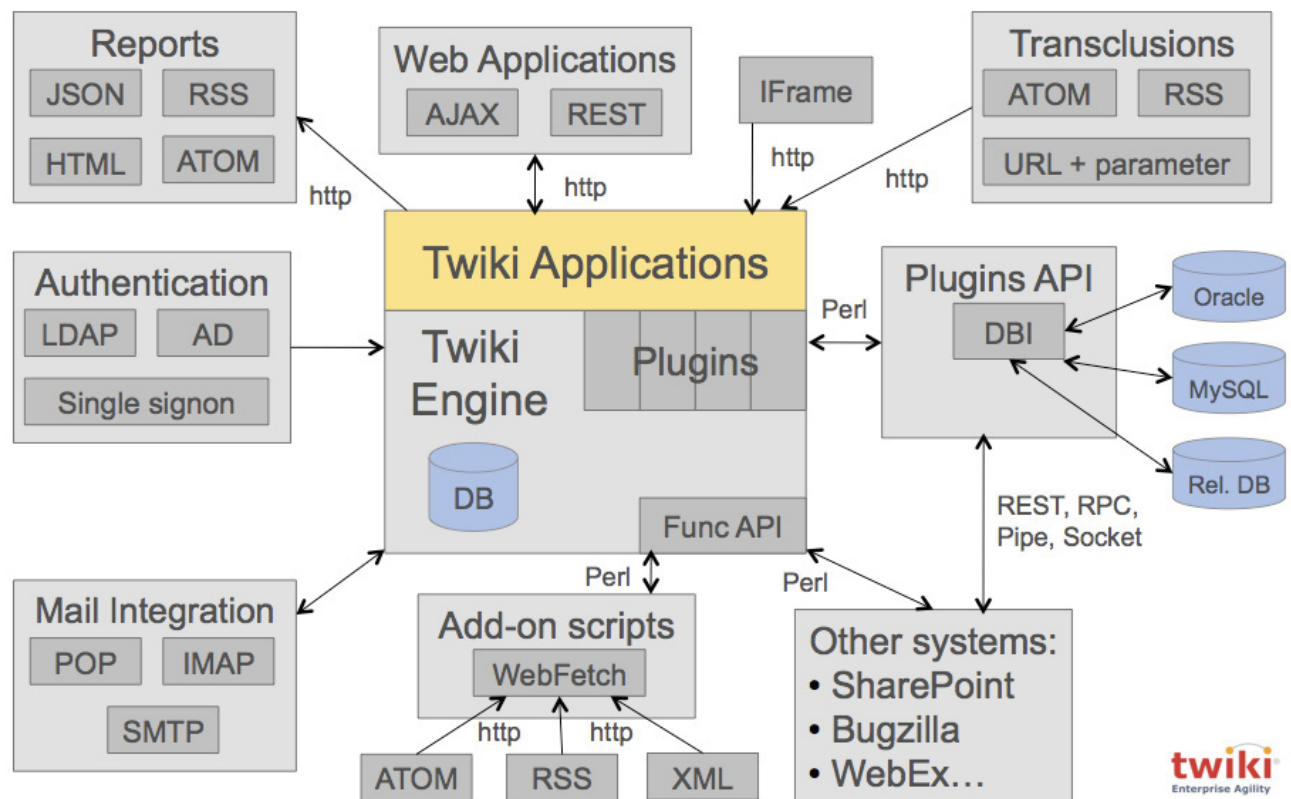 Reports
JSON
RSS
HTML
ATOM
http
Web Applications
AJAX
REST
http
IFrame
http
Transclusions
ATOM
RSS
URL + parameter
http
Authentication
LDAP
AD
Single signon
Twiki Applications
Twiki
Engine
Plugins
DB
Func API
Perl
Plugins API
DBI
Oracle
MySQL
Rel. DB
REST, RPC,
Pipe, Socket
Mail Integration
POP
IMAP
SMTP
Perl
Add-on scripts
WebFetch
http
http
ATOM
RSS
XML
Perl
Other systems:
• SharePoint
• Bugzilla
• WebEx…
twiki
Enterprise Agility